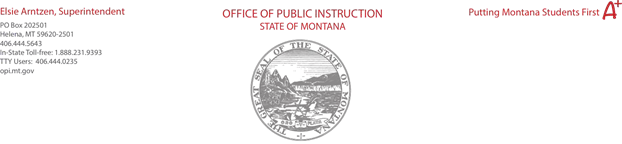 Elsie Arntzen, Superintendent
PO Box 202501
Helena, MT 59620-2501
406.444.5643
In-State Toll-free: 1.888.231.9393
TTY Users: 406.444.0235
opi.mt.gov
OFFICE OF PUBLIC INSTRUCTION
STATE OF MONTANA
THE GREAT SEAL OF THE STATE OF MONTANA
ORO Y PLATA
Putting Montana Students First A+